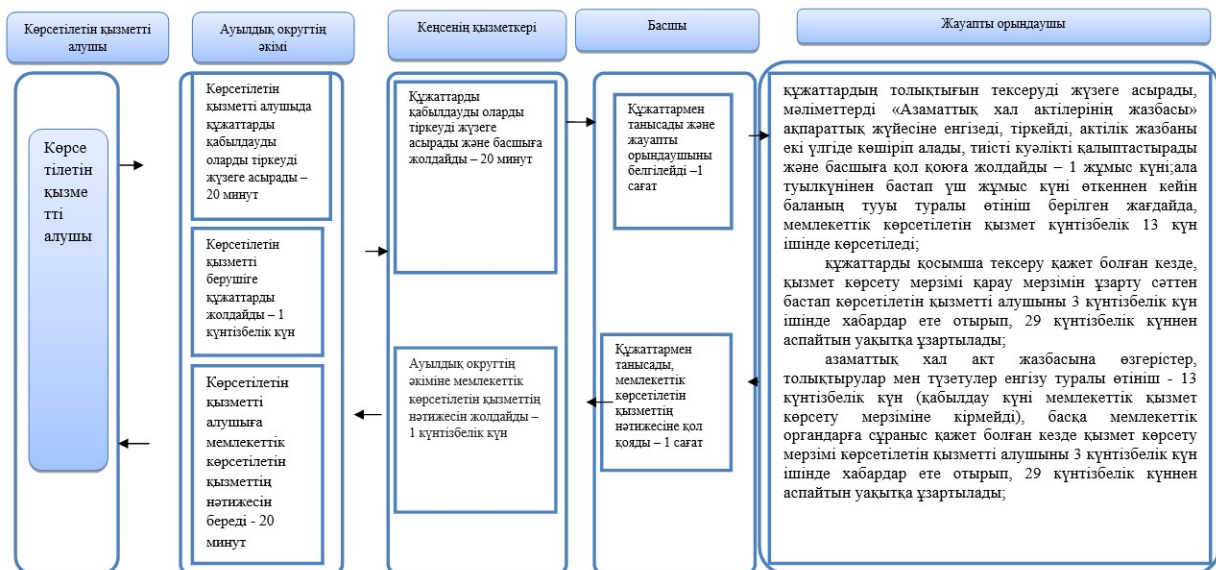 Көрсетілетін қызметті
алушы
Ауылдық округтің
әкімі
Кеңсенің қызметкері
Басшы
Жауапты орындаушы
Көрсе
тілетін
қызме
тті
алушы
Көрсетілетін
қызметті алушыда
құжаттарды
қабылдауды
оларды тіркеуді
жүзеге асырады –
20 минут
Көрсетілетін
қызметті
берушіге
құжаттарды
жолдайды – 1
күнтізбелік күн
Көрсетілетін
қызметті
алушыға
мемлекеттік
көрсетілетін
қызметтің
нәтижесін
береді - 20
минут
Құжаттарды
қабылдауды оларды
тіркеуді жүзеге
асырады және басшыға
жолдайды – 20 минут
Ауылдық округтің
әкіміне мемлекеттік
көрсетілетін қызметтің
нәтижесін жолдайды –
1 күнтізбелік күн
Құжаттармен
танысады және
жауапты
орындаушыны
белгілейді –1
сағат
Құжаттармен
танысады,
мемлекеттік
көрсетілетін
қызметтің
нәтижесіне қол
қояды – 1 сағат
құжаттардың толықтығын тексеруді жүзеге асырады,
мәліметтерді «Азаматтық хал актілерінің жазбасы»
ақпараттық жүйесіне енгізеді, тіркейді, актілік жазбаны
екі үлгіде көшіріп алады, тиісті куәлікті қалыптастырады
және басшыға қол қоюға жолдайды – 1 жұмыс күні;ала
туылкүнінен бастап үш жұмыс күні өткеннен кейін
баланың тууы туралы өтініш берілген жағдайда,
мемлекеттік көрсетілетін қызмет күнтізбелік 13 күн
ішінде көрсетіледі;
құжаттарды қосымша тексеру қажет болған кезде,
қызмет көрсету мерзімі қарау мерзімін ұзарту сәттен
бастап көрсетілетін қызметті алушыны 3 күнтізбелік күн
ішінде хабардар ете отырып, 29 күнтізбелік күннен
аспайтын уақытқа ұзартылады;
азаматтық хал акт жазбасына өзгерістер,
толықтырулар мен түзетулер енгізу туралы өтініш - 13
күнтізбелік күн (қабылдау күні мемлекеттік қызмет
көрсету мерзіміне кірмейді), басқа мемлекеттік
органдарға сұраныс қажет болған кезде қызмет көрсету
мерзімі көрсетілетін қызметті алушыны 3 күнтізбелік күн
ішінде хабардар ете отырып, 29 күнтізбелік күннен
аспайтын уақытқа ұзартылады;